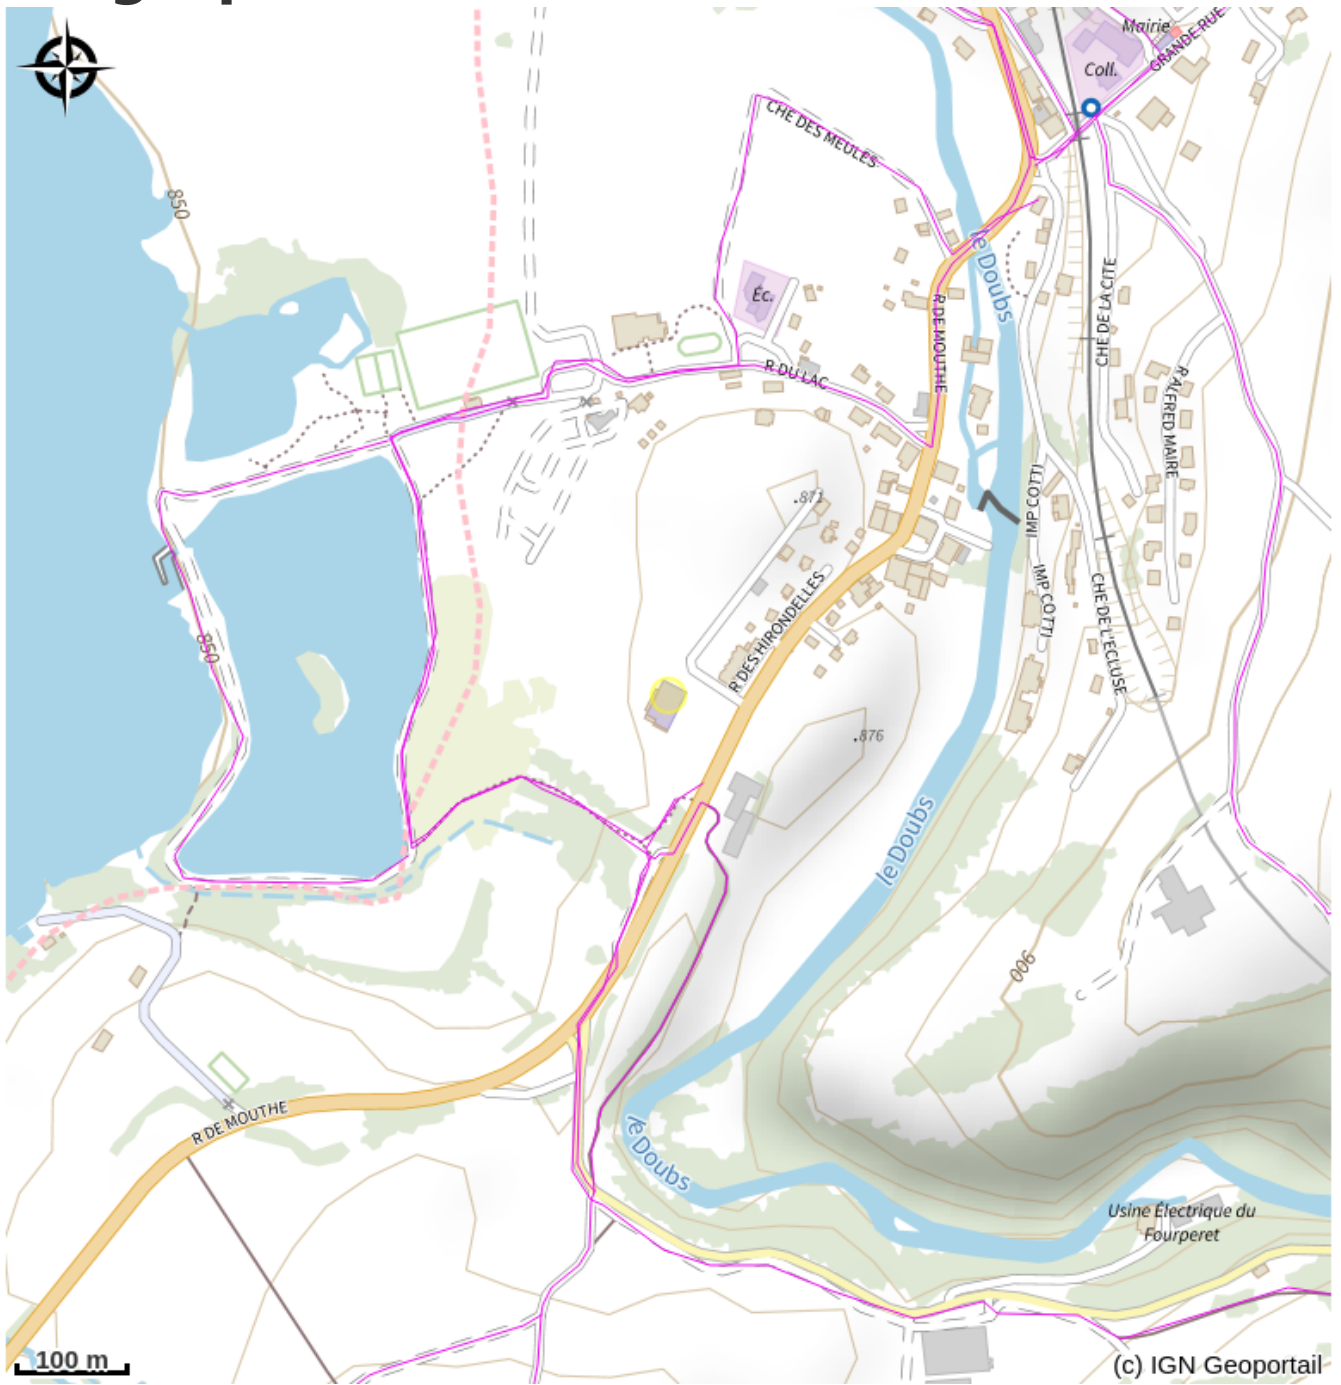 Mairie
GRANDE RUE
Coll.
CHE DES MEULES
850
le Doubs
CHE DE LA CITE
Éc.
R DE MOUTHE
R DU LAC
R ALFRED MAIRE
.871
IMP COTTI
IMP COTTI
CHE DE L'ECLUSE
R DES HIRONDELLES
850
.876
le Doubs
900
R DE MOUTHE
le Doubs
Usine Électrique du
Fourperet
100 m
(c) IGN Geoportail